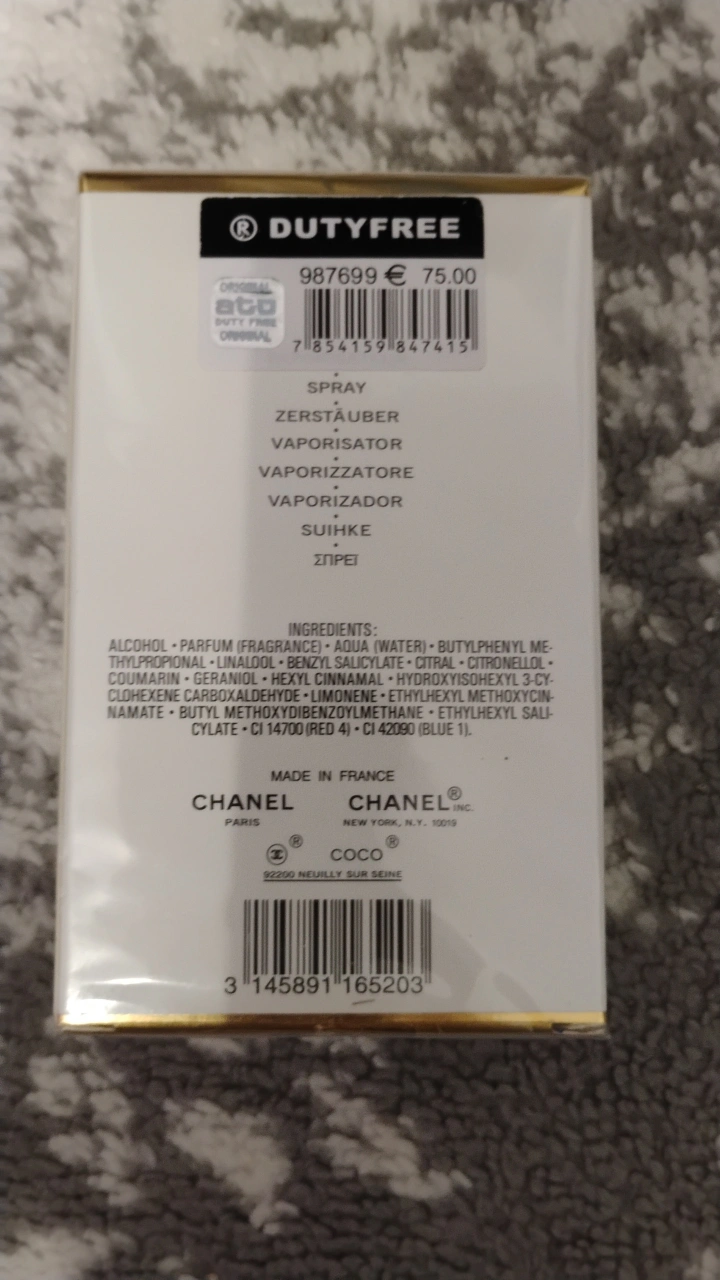 ® DUTYFREE
987699 € 75.00
ORIGINAL
atü
DUTY FREE
ORIGINAL
7 854159 847415
SPRAY
•
ZERSTÄUBER
•
VAPORISATOR
•
VAPORIZZATORE
•
VAPORIZADOR
•
SUIHKE
•
ΣΠΡΕΪ
INGREDIENTS:
ALCOHOL • PARFUM (FRAGRANCE) • AQUA (WATER) • BUTYLPHENYL ME-
THYLPROPIONAL • LINALOOL • BENZYL SALICYLATE • CITRAL • CITRONELLOL •
COUMARIN • GERANIOL • HEXYL CINNAMAL • HYDROXYISOHEXYL 3-CY-
CLOHEXENE CARBOXALDEHYDE • LIMONENE • ETHYLHEXYL METHOXYCIN-
NAMATE • BUTYL METHOXYDIBENZOYLMETHANE • ETHYLHEXYL SALI-
CYLATE • CI 14700 (RED 4) • CI 42090 (BLUE 1).
MADE IN FRANCE
CHANEL CHANEL® INC.
PARIS NEW YORK, N.Y. 10019
® COCO ®
92200 NEUILLY SUR SEINE
3 145891 165203